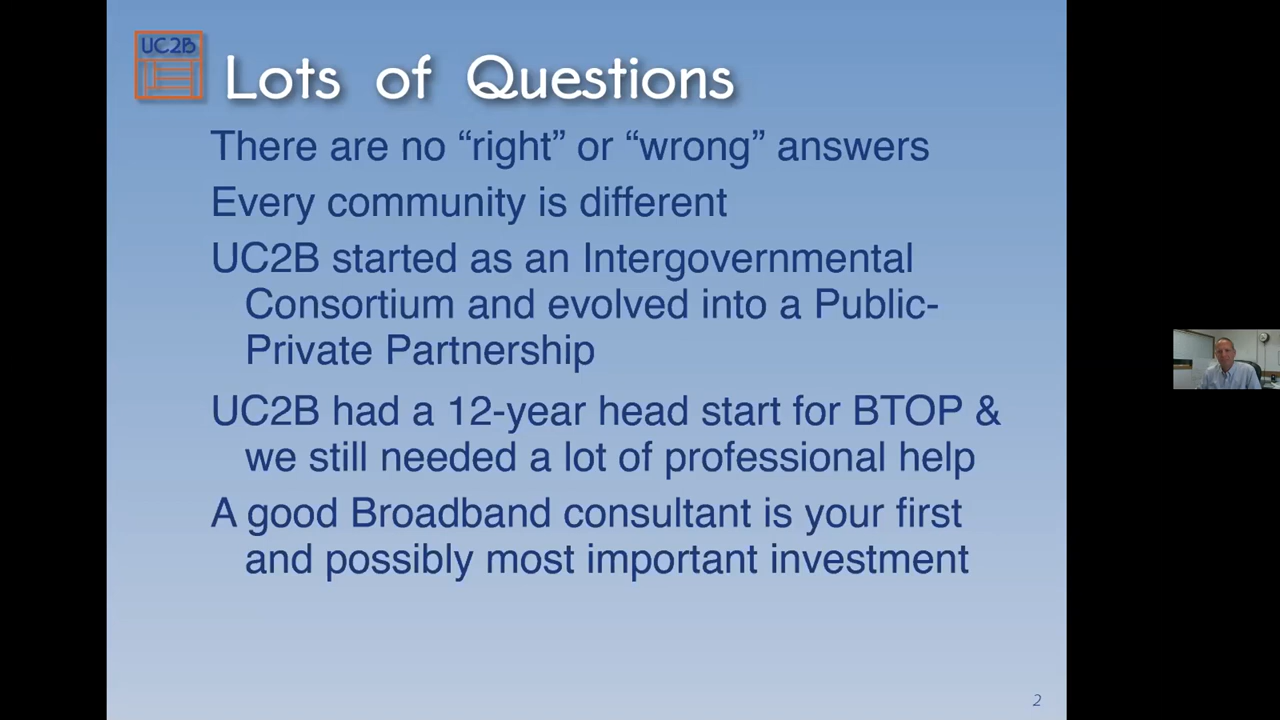 UC2B
Lots of Questions
There are no “right” or “wrong” answers
Every community is different
UC2B started as an Intergovernmental
Consortium and evolved into a Public-
Private Partnership
UC2B had a 12-year head start for BTOP &
we still needed a lot of professional help
A good Broadband consultant is your first
and possibly most important investment
2